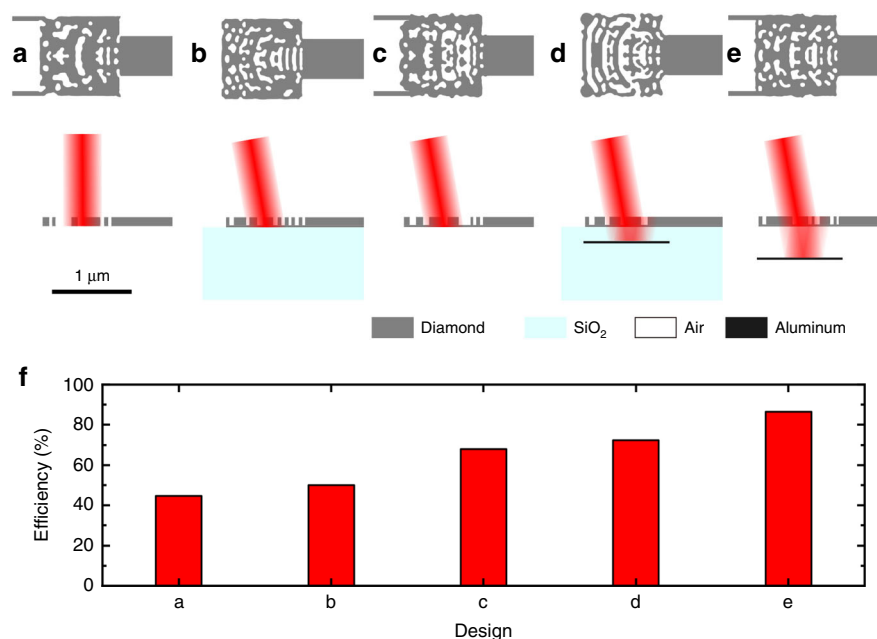 a
b
c
d
e
1 μm
Diamond
SiO₂
Air
Aluminum
f
100
80
60
40
20
0
Efficiency (%)
a
b
c
d
e
Design